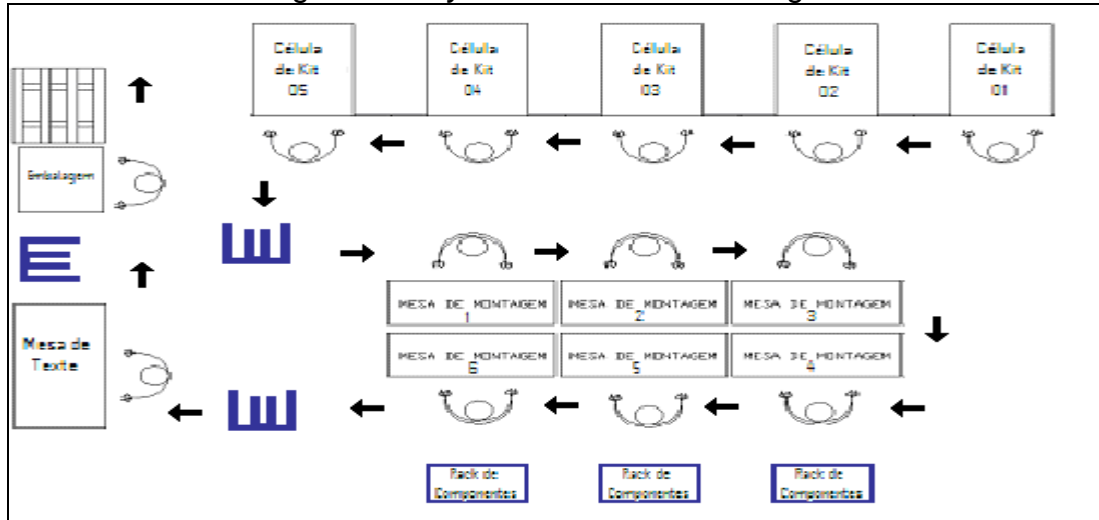 Célula
de Kit
05
Célula
de Kit
04
Célula
de Kit
03
Célula
de Kit
02
Célula
de Kit
01
Embalagem
MESA DE MONTAGEM
1
MESA DE MONTAGEM
2
MESA DE MONTAGEM
3
Mesa de
Texte
MESA DE MONTAGEM
6
MESA DE MONTAGEM
5
MESA DE MONTAGEM
4
Rack de
Componentes
Rack de
Componentes
Rack de
Componentes